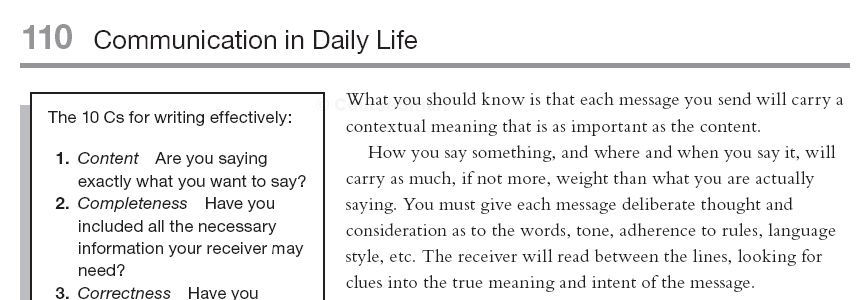 110 Communication in Daily Life
The 10 Cs for writing effectively:
1. Content Are you saying
exactly what you want to say?
2. Completeness Have you
included all the necessary
information your receiver may
need?
3. Correctness Have you
What you should know is that each message you send will carry a
contextual meaning that is as important as the content.
How you say something, and where and when you say it, will
carry as much, if not more, weight than what you are actually
saying. You must give each message deliberate thought and
consideration as to the words, tone, adherence to rules, language
style, etc. The receiver will read between the lines, looking for
clues into the true meaning and intent of the message.